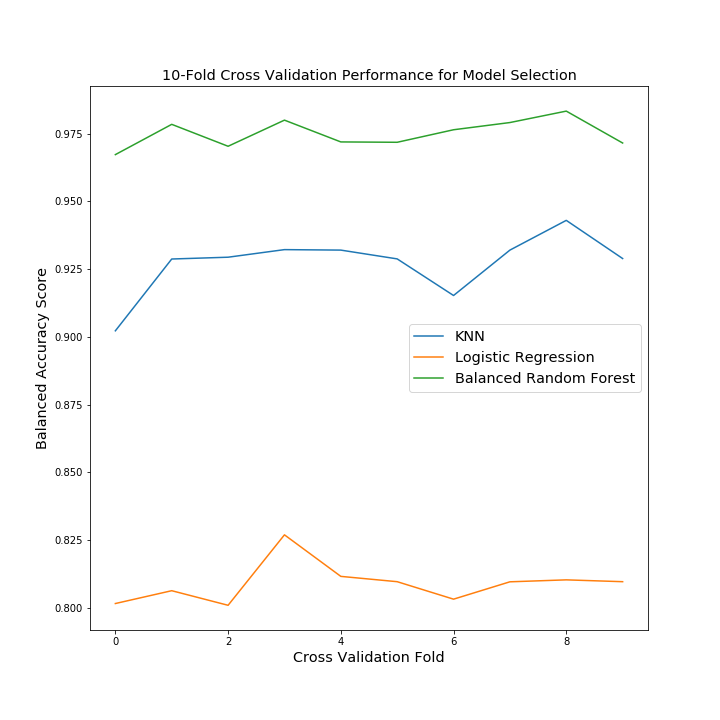 10-Fold Cross Validation Performance for Model Selection
Balanced Accuracy Score
0.975
0.950
0.925
0.900
0.875
0.850
0.825
0.800
KNN
Logistic Regression
Balanced Random Forest
0 2 4 6 8
Cross Validation Fold